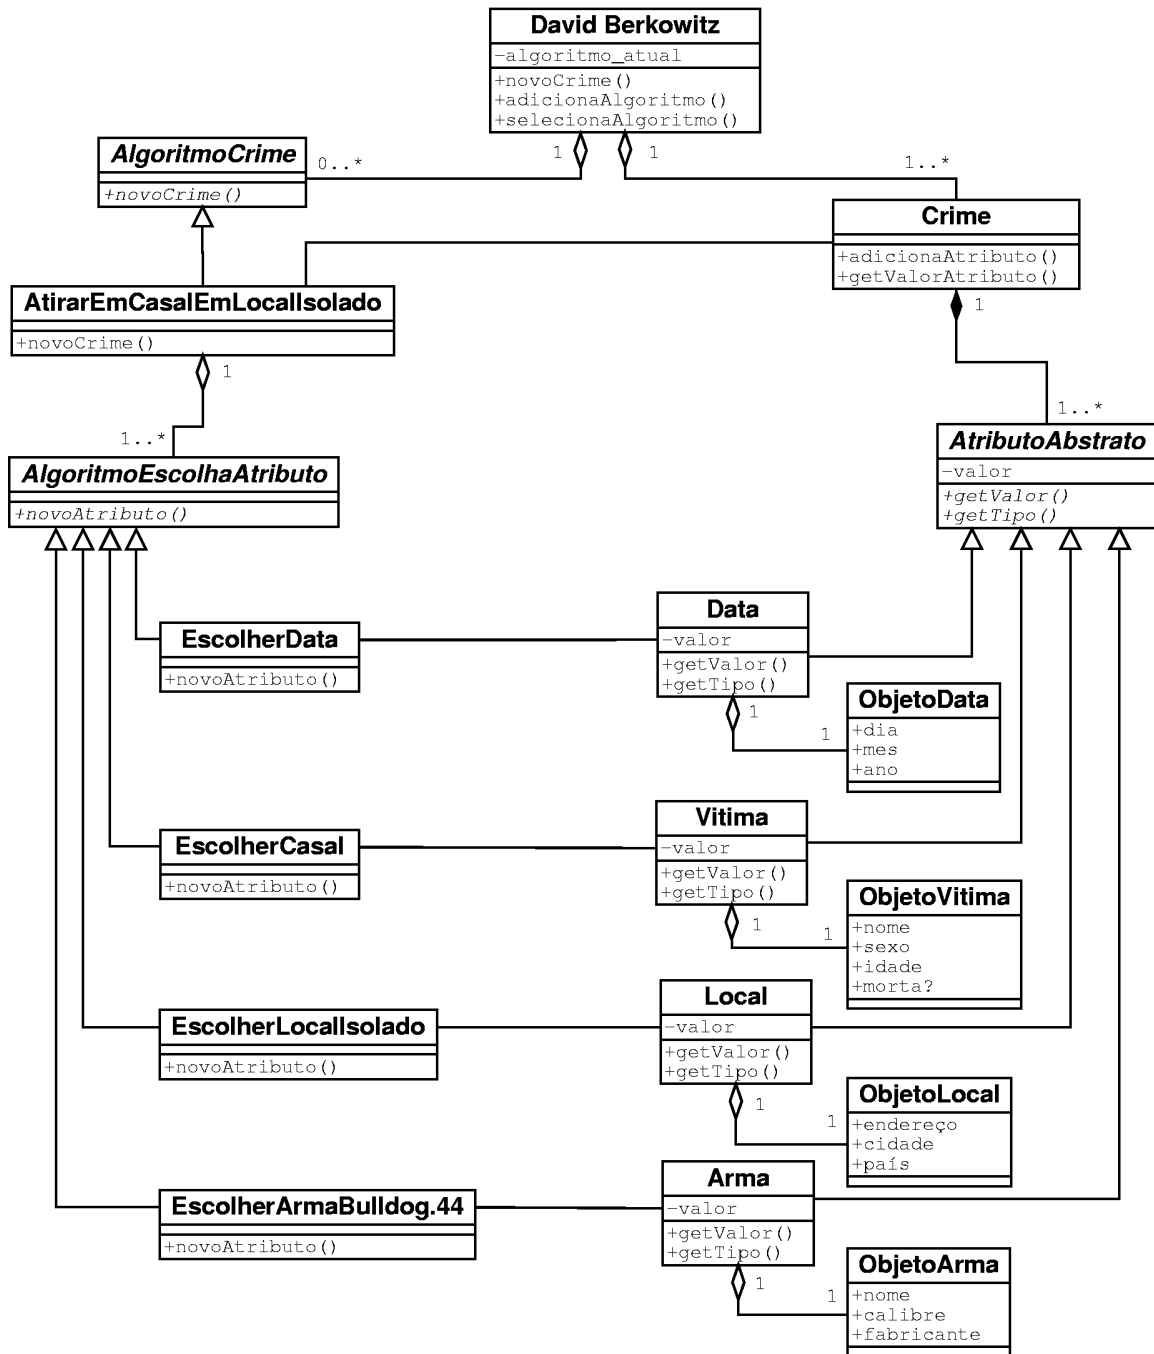 David Berkowitz
-algoritmo_atual
+novoCrime()
+adicionaAlgoritmo()
+selecionaAlgoritmo()
1
1
AlgoritmoCrime
+novoCrime()
0..*
1..*
Crime
+adicionaAtributo()
+getValorAtributo()
1
AtirarEmCasalEmLocalIsolado
+novoCrime()
1
1..*
1..*
AlgoritmoEscolhaAtributo
+novoAtributo()
AtributoAbstrato
-valor
+getValor()
+getTipo()
EscolherData
+novoAtributo()
Data
-valor
+getValor()
+getTipo()
1
1
ObjetoData
+dia
+mes
+ano
EscolherCasal
+novoAtributo()
Vitima
-valor
+getValor()
+getTipo()
1
1
ObjetoVitima
+nome
+sexo
+idade
+morta?
EscolherLocalIsolado
+novoAtributo()
Local
-valor
+getValor()
+getTipo()
1
1
ObjetoLocal
+endereço
+cidade
+país
EscolherArmaBulldog.44
+novoAtributo()
Arma
-valor
+getValor()
+getTipo()
1
1
ObjetoArma
+nome
+calibre
+fabricante